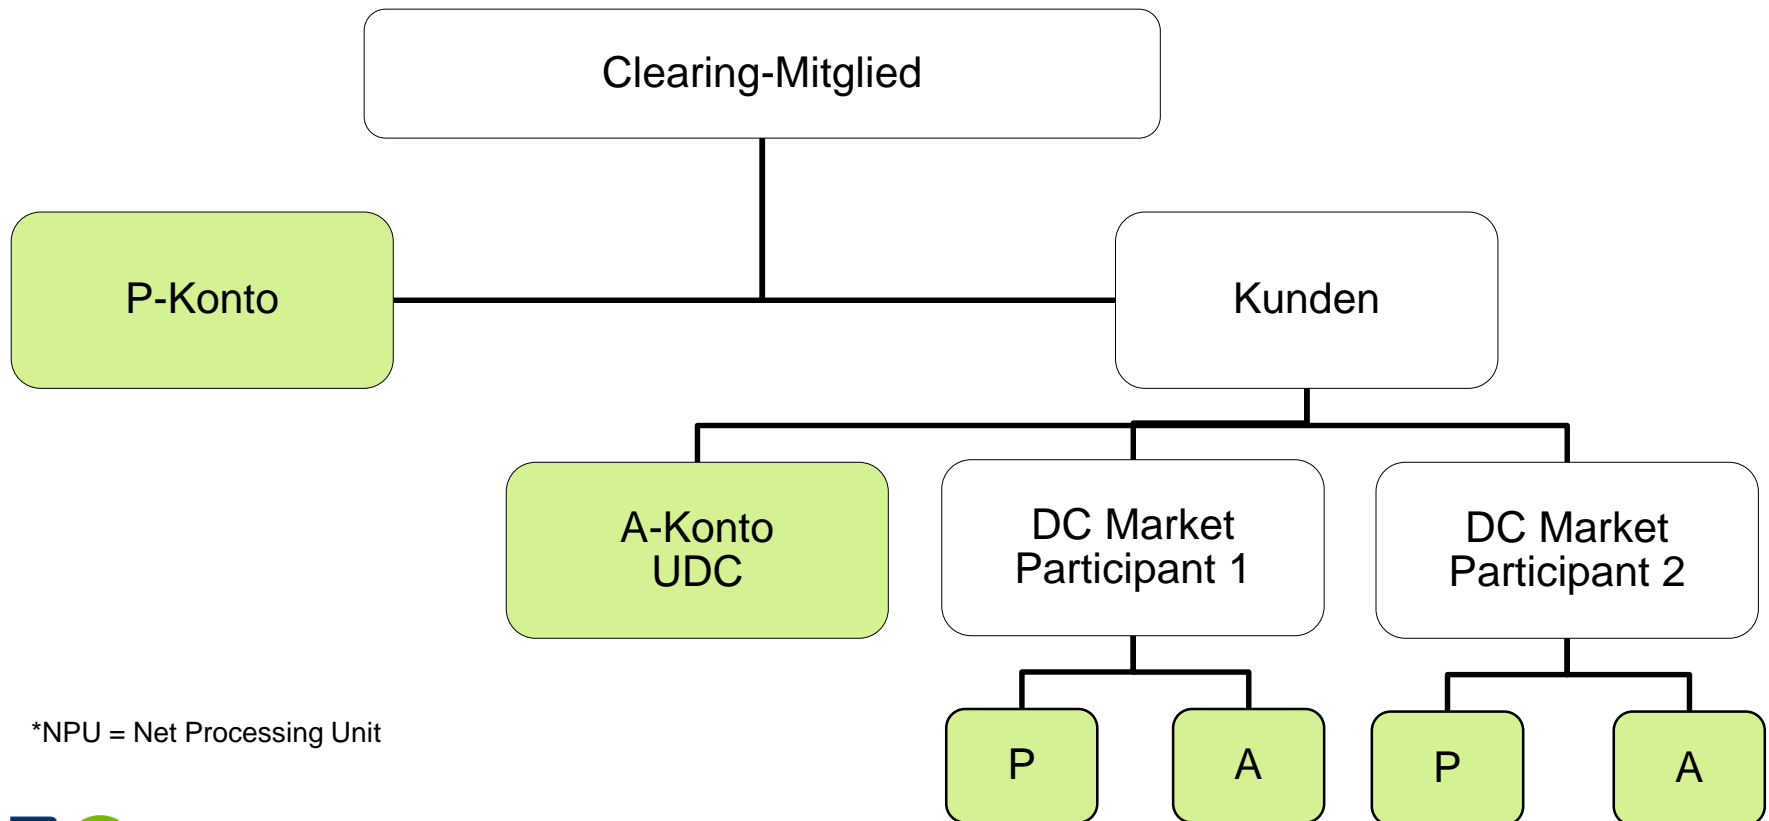 Clearing-Mitglied
P-Konto
Kunden
A-Konto
UDC
DC Market
Participant 1
DC Market
Participant 2
*NPU = Net Processing Unit
P
A
P
A